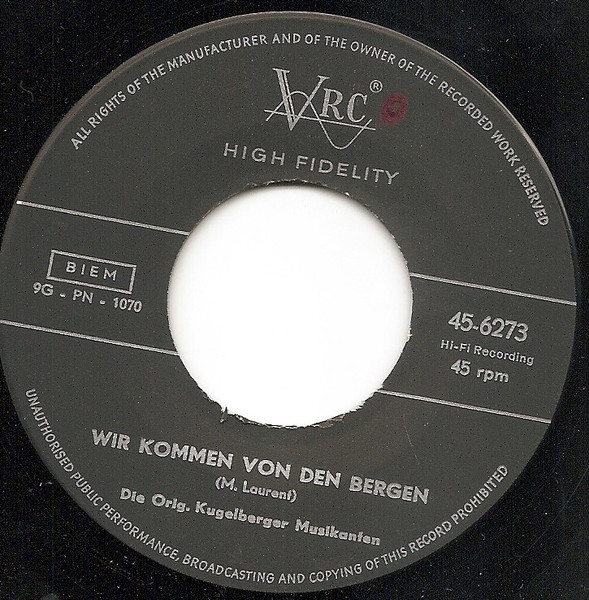 ALL RIGHTS OF THE MANUFACTURER AND OF THE OWNER OF THE RECORDED WORK RESERVED
VRC®
HIGH FIDELITY
BIEM
9G - PN - 1070
45-6273
Hi-Fi Recording
45 rpm
WIR KOMMEN VON DEN BERGEN
(M. Laurent)
Die Orig. Kugelberger Musikanten
UNAUTHORISED PUBLIC PERFORMANCE, BROADCASTING AND COPYING OF THIS RECORD PROHIBITED